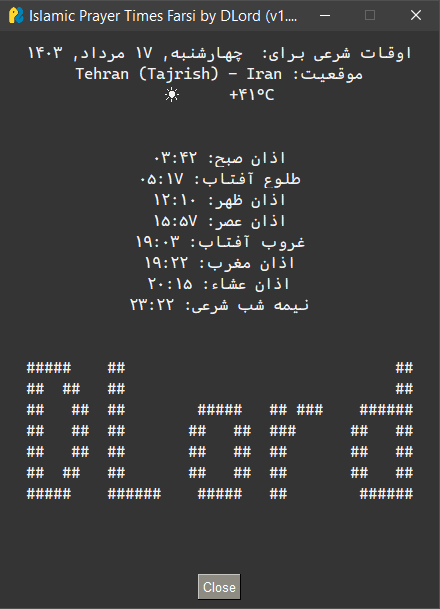 Islamic Prayer Times Farsi by DLord (v1....
اوقات شرعی برای: چهارشنبه, ۱۷ مرداد, ۱۴۰۳
موقعیت: Tehran (Tajrish) - Iran
☀ +۴۱°C
اذان صبح: ۰۳:۴۲
طلوع آفتاب: ۰۵:۱۷
اذان ظهر: ۱۲:۱۰
اذان عصر: ۱۵:۵۷
غروب آفتاب: ۱۹:۰۳
اذان مغرب: ۱۹:۲۲
اذان عشاء: ۲۰:۱۵
نیمه شب شرعی: ۲۳:۲۲
DLord
Close